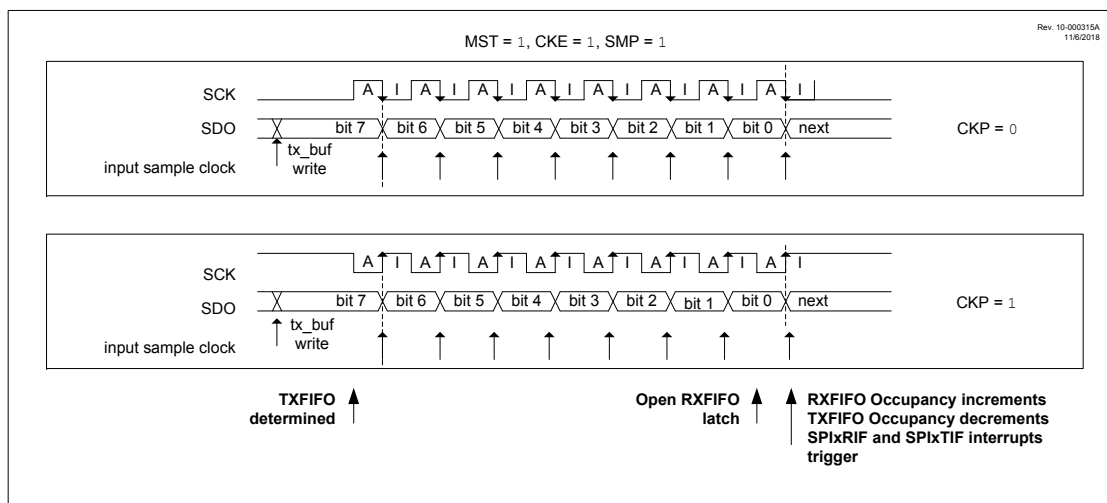 Rev. 10-000315A
11/6/2018
MST = 1, CKE = 1, SMP = 1
SCK
A I A I A I A I A I A I A I A I
SDO
bit 7 bit 6 bit 5 bit 4 bit 3 bit 2 bit 1 bit 0 next
CKP = 0
tx_buf
write
input sample clock
SCK
A I A I A I A I A I A I A I A I
SDO
bit 7 bit 6 bit 5 bit 4 bit 3 bit 2 bit 1 bit 0 next
CKP = 1
tx_buf
write
input sample clock
TXFIFO
determined
Open RXFIFO
latch
RXFIFO Occupancy increments
TXFIFO Occupancy decrements
SPIxRIF and SPIxTIF interrupts
trigger